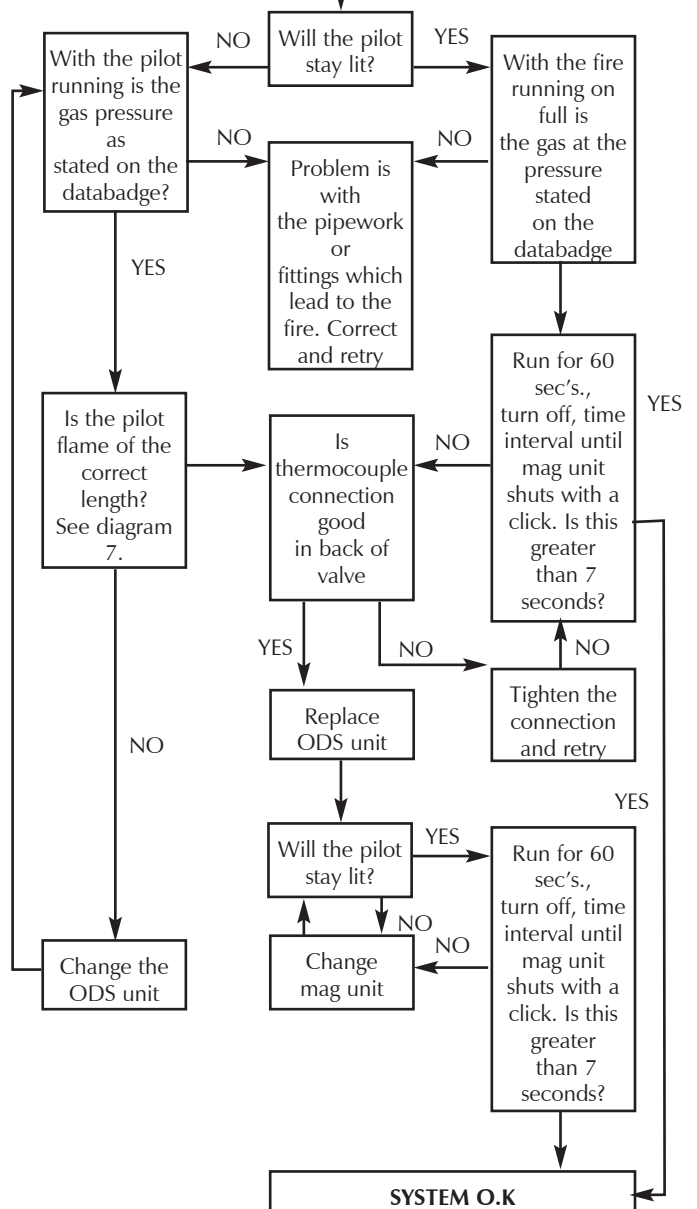 Will the pilot
stay lit?
NO
YES
With the pilot
running is the
gas pressure
as
stated on the
databadge?
With the fire
running on
full is
the gas at the
pressure
stated
on the
databadge
NO
NO
Problem is
with
the pipework
or
fittings which
lead to the
fire. Correct
and retry
YES
Is the pilot
flame of the
correct
length?
See diagram
7.
Is
thermocouple
connection
good
in back of
valve
NO
Run for 60
sec's.,
turn off, time
interval until
mag unit
shuts with a
click. Is this
greater
than 7
seconds?
YES
YES
NO
NO
Tighten the
connection
and retry
Replace
ODS unit
NO
YES
Will the pilot
stay lit?
YES
NO
Change
mag unit
NO
Run for 60
sec's.,
turn off, time
interval until
mag unit
shuts with a
click. Is this
greater
than 7
seconds?
Change the
ODS unit
SYSTEM O.K